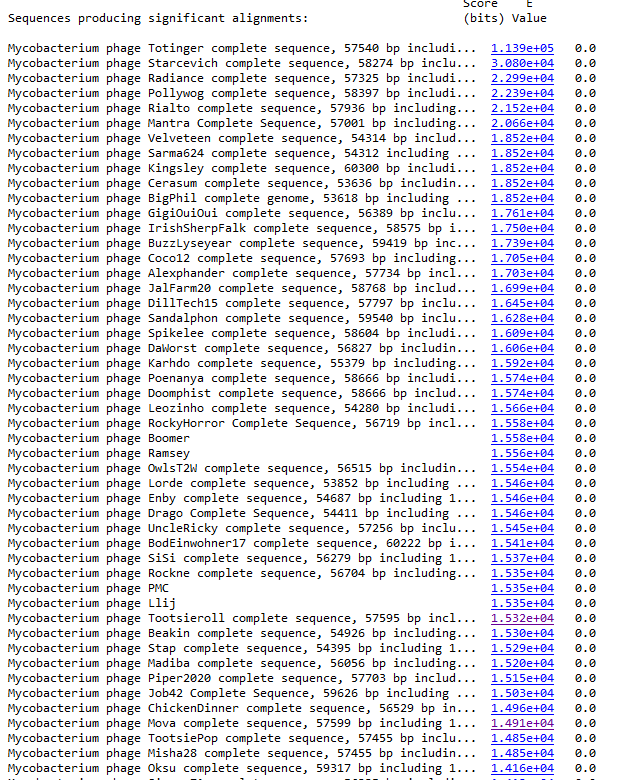 Score E
Sequences producing significant alignments: (bits) Value
Mycobacterium phage Totinger complete sequence, 57540 bp includi... 1.139e+05 0.0
Mycobacterium phage Starcevich complete sequence, 58274 bp inclu... 3.080e+04 0.0
Mycobacterium phage Radiance complete sequence, 57325 bp includi... 2.299e+04 0.0
Mycobacterium phage Pollywog complete sequence, 58397 bp includi... 2.239e+04 0.0
Mycobacterium phage Rialto complete sequence, 57936 bp including... 2.152e+04 0.0
Mycobacterium phage Mantra Complete Sequence, 57001 bp including... 2.066e+04 0.0
Mycobacterium phage Velveteen complete sequence, 54314 bp includ... 1.852e+04 0.0
Mycobacterium phage Sarma624 complete sequence, 54312 including ... 1.852e+04 0.0
Mycobacterium phage Kingsley complete sequence, 60300 bp includi... 1.852e+04 0.0
Mycobacterium phage Cerasum complete sequence, 53636 bp includin... 1.852e+04 0.0
Mycobacterium phage BigPhil complete genome, 53618 bp including ... 1.852e+04 0.0
Mycobacterium phage GigiOuiOui complete sequence, 56389 bp inclu... 1.761e+04 0.0
Mycobacterium phage IrishSherpFalk complete sequence, 58575 bp i... 1.750e+04 0.0
Mycobacterium phage BuzzLyseyear complete sequence, 59419 bp inc... 1.739e+04 0.0
Mycobacterium phage Coco12 complete sequence, 57693 bp including... 1.705e+04 0.0
Mycobacterium phage Alexphander complete sequence, 57734 bp incl... 1.703e+04 0.0
Mycobacterium phage JalFarm20 complete sequence, 58768 bp includ... 1.699e+04 0.0
Mycobacterium phage DillTech15 complete sequence, 57797 bp inclu... 1.645e+04 0.0
Mycobacterium phage Sandalphon complete sequence, 59540 bp inclu... 1.628e+04 0.0
Mycobacterium phage Spikelee complete sequence, 58604 bp includi... 1.609e+04 0.0
Mycobacterium phage DaWorst complete sequence, 56827 bp includin... 1.606e+04 0.0
Mycobacterium phage Karhdo complete sequence, 55379 bp including... 1.592e+04 0.0
Mycobacterium phage Poenanya complete sequence, 58666 bp includi... 1.574e+04 0.0
Mycobacterium phage Doomphist complete sequence, 58666 bp includ... 1.574e+04 0.0
Mycobacterium phage Leozinho complete sequence, 54280 bp includi... 1.566e+04 0.0
Mycobacterium phage RockyHorror Complete Sequence, 56719 bp incl... 1.558e+04 0.0
Mycobacterium phage Boomer 1.558e+04 0.0
Mycobacterium phage Ramsey 1.556e+04 0.0
Mycobacterium phage OwlsT2W complete sequence, 56515 bp includin... 1.554e+04 0.0
Mycobacterium phage Lorde complete sequence, 53852 bp including ... 1.546e+04 0.0
Mycobacterium phage Enby complete sequence, 54687 bp including 1... 1.546e+04 0.0
Mycobacterium phage Drago Complete Sequence, 54411 bp including ... 1.546e+04 0.0
Mycobacterium phage UncleRicky complete sequence, 57256 bp inclu... 1.545e+04 0.0
Mycobacterium phage BodEinwohner17 complete sequence, 60222 bp i... 1.541e+04 0.0
Mycobacterium phage SiSi complete sequence, 56279 bp including 1... 1.537e+04 0.0
Mycobacterium phage Rockne complete sequence, 56704 bp including... 1.535e+04 0.0
Mycobacterium phage PMC 1.535e+04 0.0
Mycobacterium phage Llij 1.535e+04 0.0
Mycobacterium phage Tootsieroll complete sequence, 57595 bp incl... 1.532e+04 0.0
Mycobacterium phage Beakin complete sequence, 54926 bp including... 1.530e+04 0.0
Mycobacterium phage Stap complete sequence, 54395 bp including 1... 1.529e+04 0.0
Mycobacterium phage Madiba complete sequence, 56056 bp including... 1.520e+04 0.0
Mycobacterium phage Piper2020 complete sequence, 57703 bp includ... 1.515e+04 0.0
Mycobacterium phage Job42 Complete Sequence, 59626 bp including ... 1.503e+04 0.0
Mycobacterium phage ChickenDinner complete sequence, 56529 bp in... 1.496e+04 0.0
Mycobacterium phage Mova complete sequence, 57599 bp including 1... 1.491e+04 0.0
Mycobacterium phage TootsiePop complete sequence, 57455 bp inclu... 1.485e+04 0.0
Mycobacterium phage Misha28 complete sequence, 57455 bp includin... 1.485e+04 0.0
Mycobacterium phage Oksu complete sequence, 59317 bp including 1... 1.416e+04 0.0